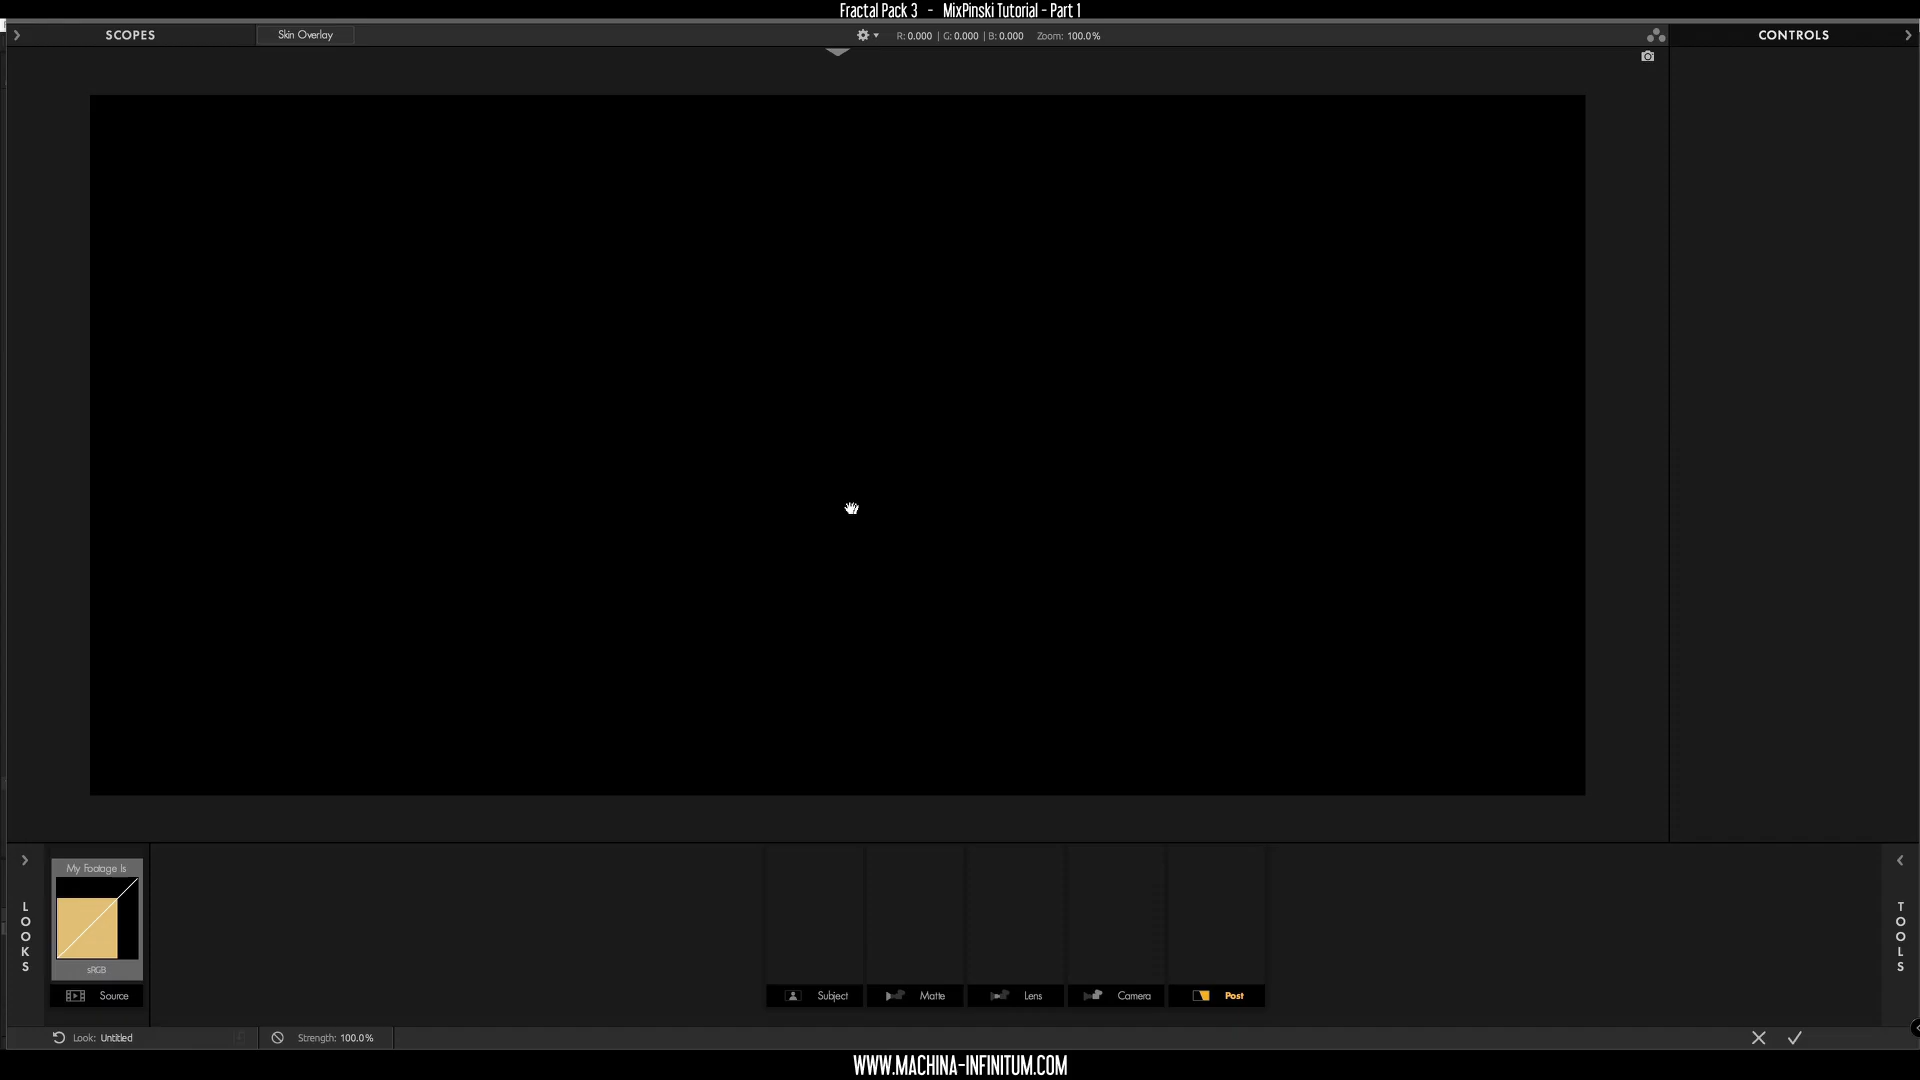 Fractal Pack 3 - MixPinski Tutorial - Part 1
SCOPES
Skin Overlay
R: 0.000 | G: 0.000 | B: 0.000 Zoom: 100.0%
CONTROLS
My Footage Is
sRGB
Source
LOOKS
Subject
Matte
Lens
Camera
Post
TOOLS
Look: Untitled
Strength: 100.0%
WWW.MACHINA-INFINITUM.COM